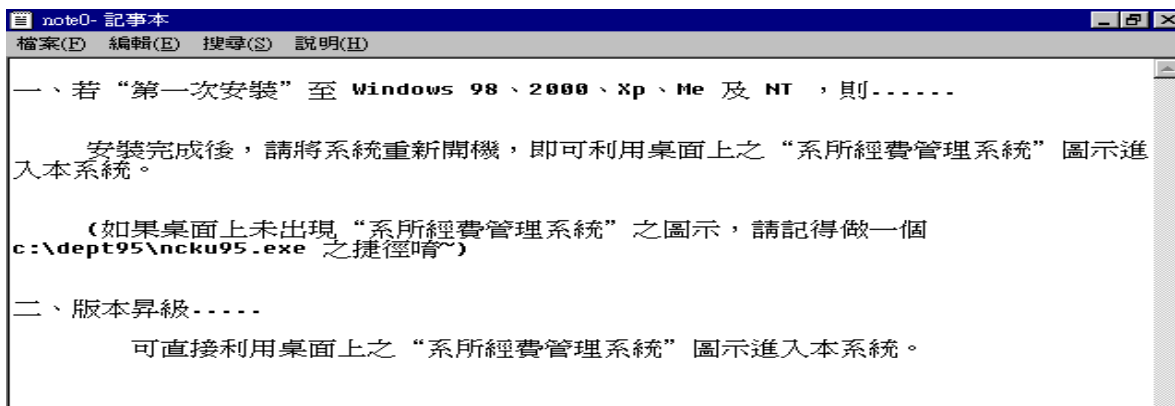 note0- 記事本
檔案(F) 編輯(E) 搜尋(S) 說明(H)
一、若“第一次安裝”至 Windows 98、2000、Xp、Me 及 NT ，則......
安裝完成後，請將系統重新開機，即可利用桌面上之“系所經費管理系統”圖示進
入本系統。
(如果桌面上未出現“系所經費管理系統”之圖示，請記得做一個
c:\dept95\ncku95.exe 之捷徑唷~)
二、版本昇級.....
可直接利用桌面上之“系所經費管理系統”圖示進入本系統。